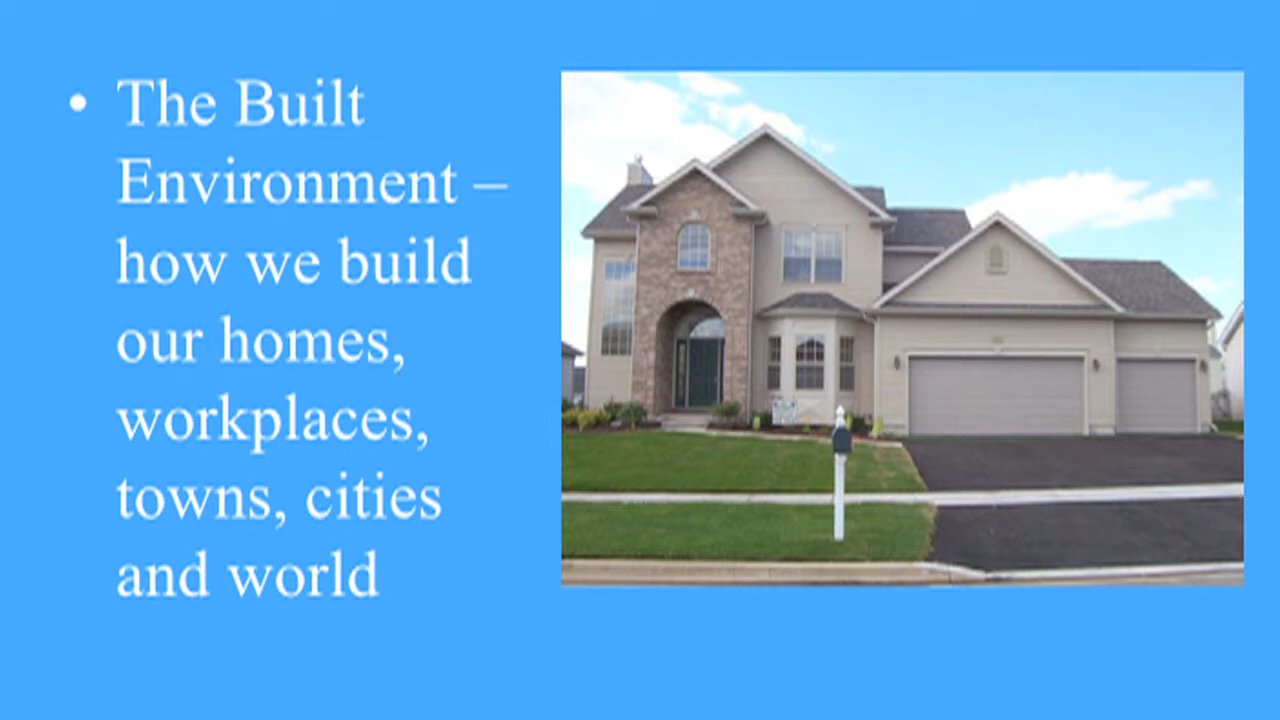 • The Built
Environment –
how we build
our homes,
workplaces,
towns, cities
and world